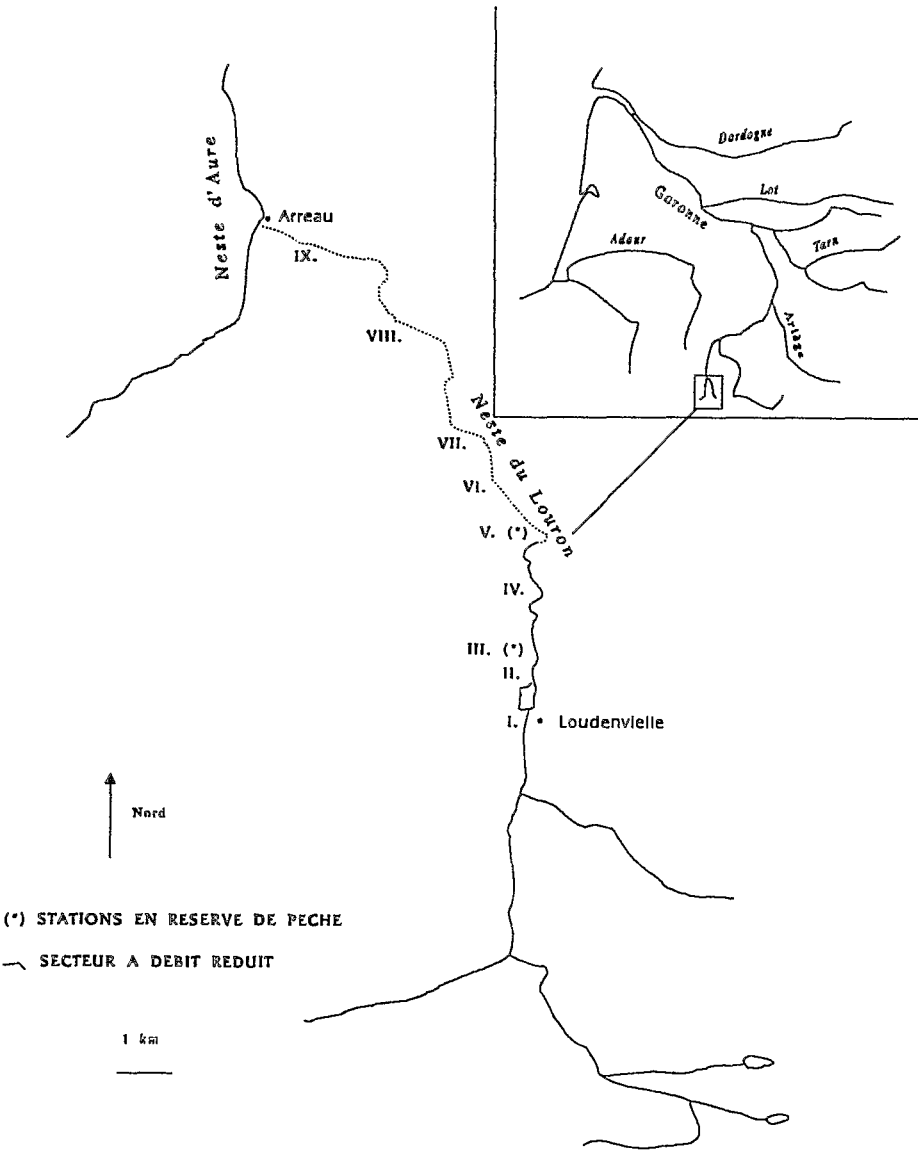 Dordogne
Lot
Garonne
Tarn
Adour
Ariège
Neste d'Aure
Arreau
IX.
VIII.
Neste du Louron
VII.
VI.
V. (*)
IV.
III. (*)
II.
I.
Loudenvielle
Nord
(*) STATIONS EN RESERVE DE PECHE
SECTEUR A DEBIT REDUIT
1 km